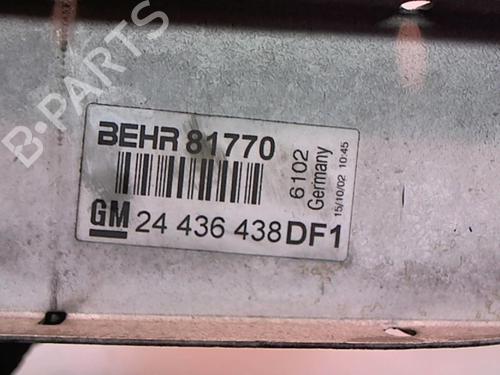 B-PARTS
BEHR 81770
6102
Germany
15/10/02 10:45
GM 24 436 438 DF1